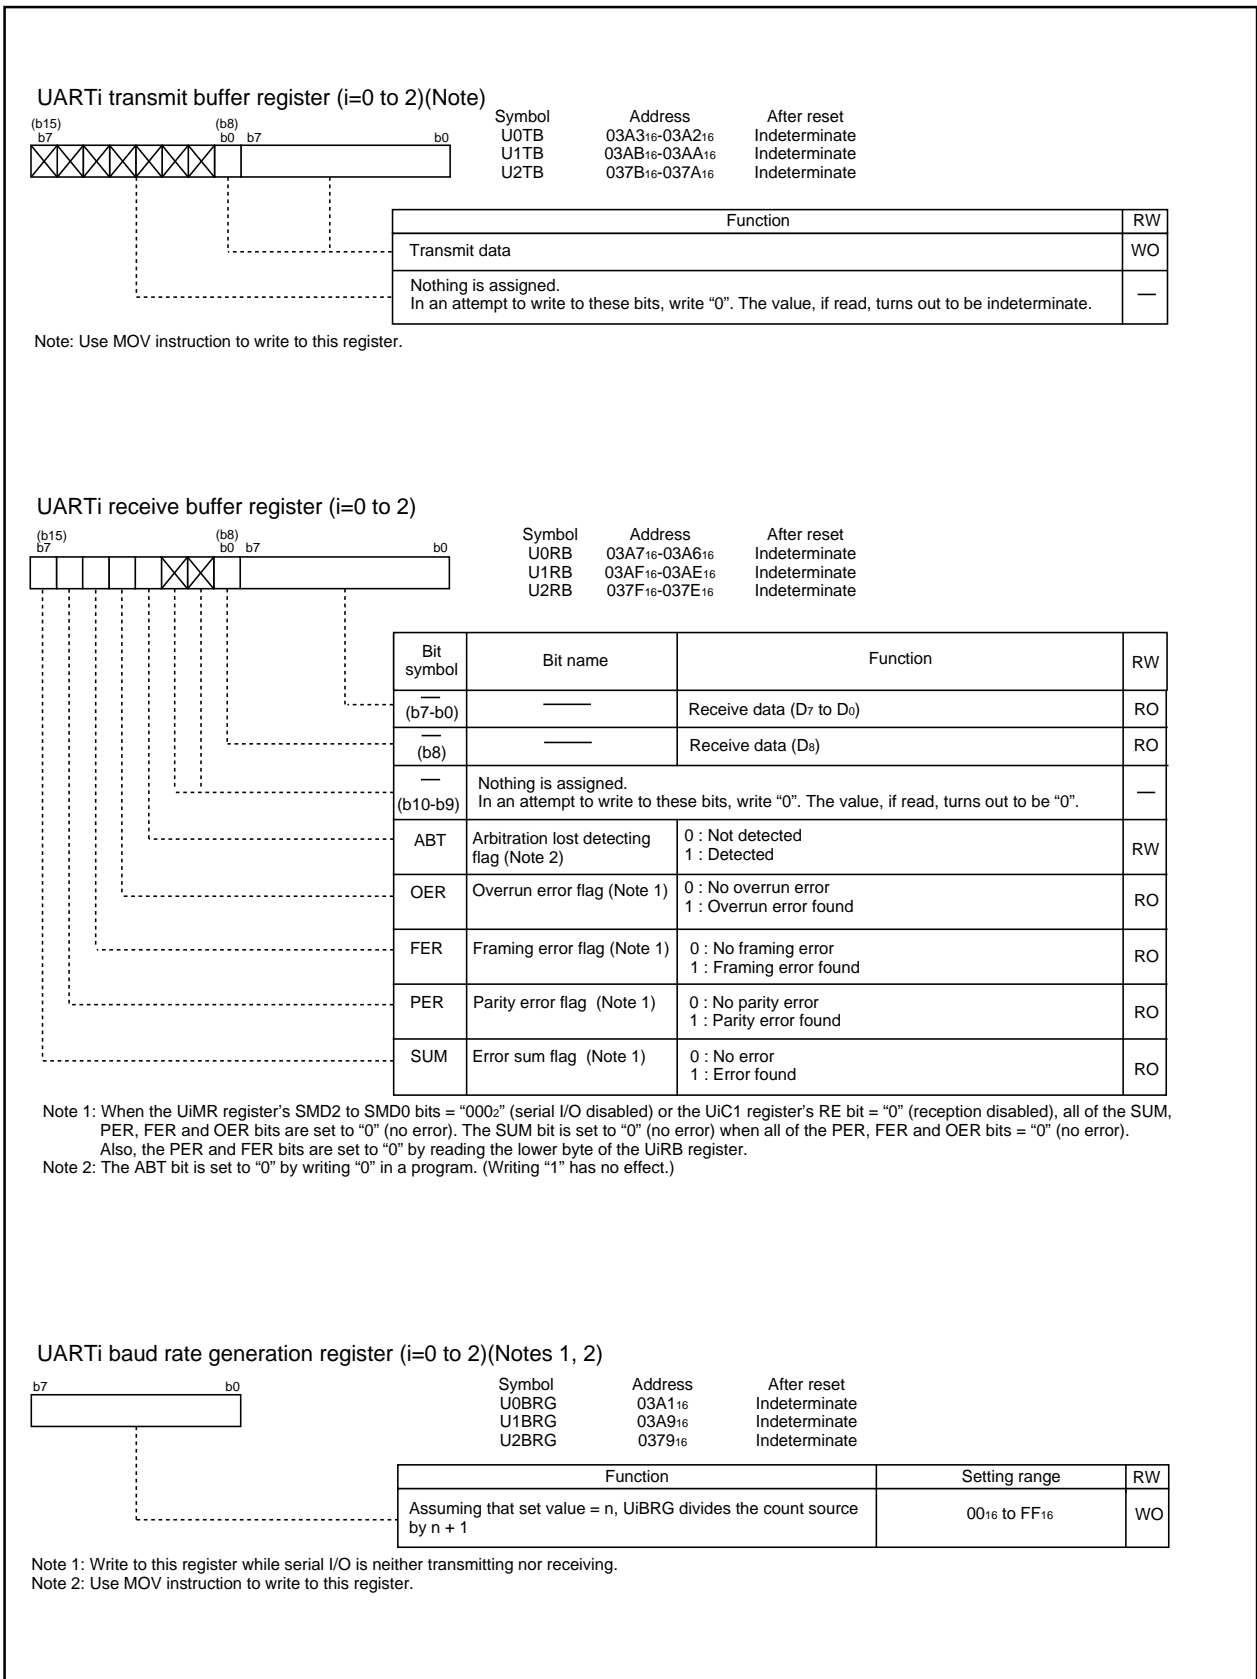 UARTi transmit buffer register (i=0 to 2)(Note)
Symbol Address After reset
(b15) (b8)
b7 b0 b7 b0
U0TB 03A316-03A216 Indeterminate
U1TB 03AB16-03AA16 Indeterminate
U2TB 037B16-037A16 Indeterminate
Function RW
Transmit data WO
Nothing is assigned.
In an attempt to write to these bits, write “0”. The value, if read, turns out to be indeterminate. —
Note: Use MOV instruction to write to this register.
UARTi receive buffer register (i=0 to 2)
(b15) (b8)
b7 b0 b7 b0
Symbol Address After reset
U0RB 03A716-03A616 Indeterminate
U1RB 03AF16-03AE16 Indeterminate
U2RB 037F16-037E16 Indeterminate
Bit symbol Bit name Function RW
— (b7-b0) — Receive data (D7 to D0) RO
— (b8) — Receive data (D8) RO
— (b10-b9) Nothing is assigned.
In an attempt to write to these bits, write “0”. The value, if read, turns out to be “0”. —
ABT Arbitration lost detecting flag (Note 2) 0 : Not detected
1 : Detected RW
OER Overrun error flag (Note 1) 0 : No overrun error
1 : Overrun error found RO
FER Framing error flag (Note 1) 0 : No framing error
1 : Framing error found RO
PER Parity error flag (Note 1) 0 : No parity error
1 : Parity error found RO
SUM Error sum flag (Note 1) 0 : No error
1 : Error found RO
Note 1: When the UiMR register’s SMD2 to SMD0 bits = “0002” (serial I/O disabled) or the UiC1 register’s RE bit = “0” (reception disabled), all of the SUM,
PER, FER and OER bits are set to “0” (no error). The SUM bit is set to “0” (no error) when all of the PER, FER and OER bits = “0” (no error).
Also, the PER and FER bits are set to “0” by reading the lower byte of the UiRB register.
Note 2: The ABT bit is set to “0” by writing “0” in a program. (Writing “1” has no effect.)
UARTi baud rate generation register (i=0 to 2)(Notes 1, 2)
b7 b0
Symbol Address After reset
U0BRG 03A116 Indeterminate
U1BRG 03A916 Indeterminate
U2BRG 037916 Indeterminate
Function Setting range RW
Assuming that set value = n, UiBRG divides the count source
by n + 1 0016 to FF16 WO
Note 1: Write to this register while serial I/O is neither transmitting nor receiving.
Note 2: Use MOV instruction to write to this register.